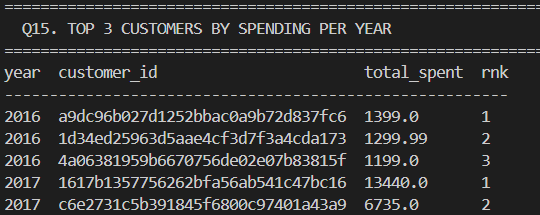 ================================================================
Q15. TOP 3 CUSTOMERS BY SPENDING PER YEAR
================================================================
year customer_id total_spent rnk
------------------------------------------------------------
2016 a9dc96b027d1252bbac0a9b72d837fc6 1399.0 1
2016 1d34ed25963d5aae4cf3d7f3a4cda173 1299.99 2
2016 4a06381959b6670756de02e07b83815f 1199.0 3
2017 1617b1357756262bfa56ab541c47bc16 13440.0 1
2017 c6e2731c5b391845f6800c97401a43a9 6735.0 2